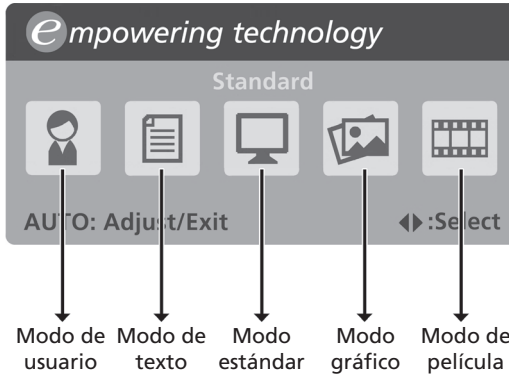 empowering technology
Standard
AUTO: Adjust/Exit :Select
Modo de usuario
Modo de texto
Modo estándar
Modo gráfico
Modo de película